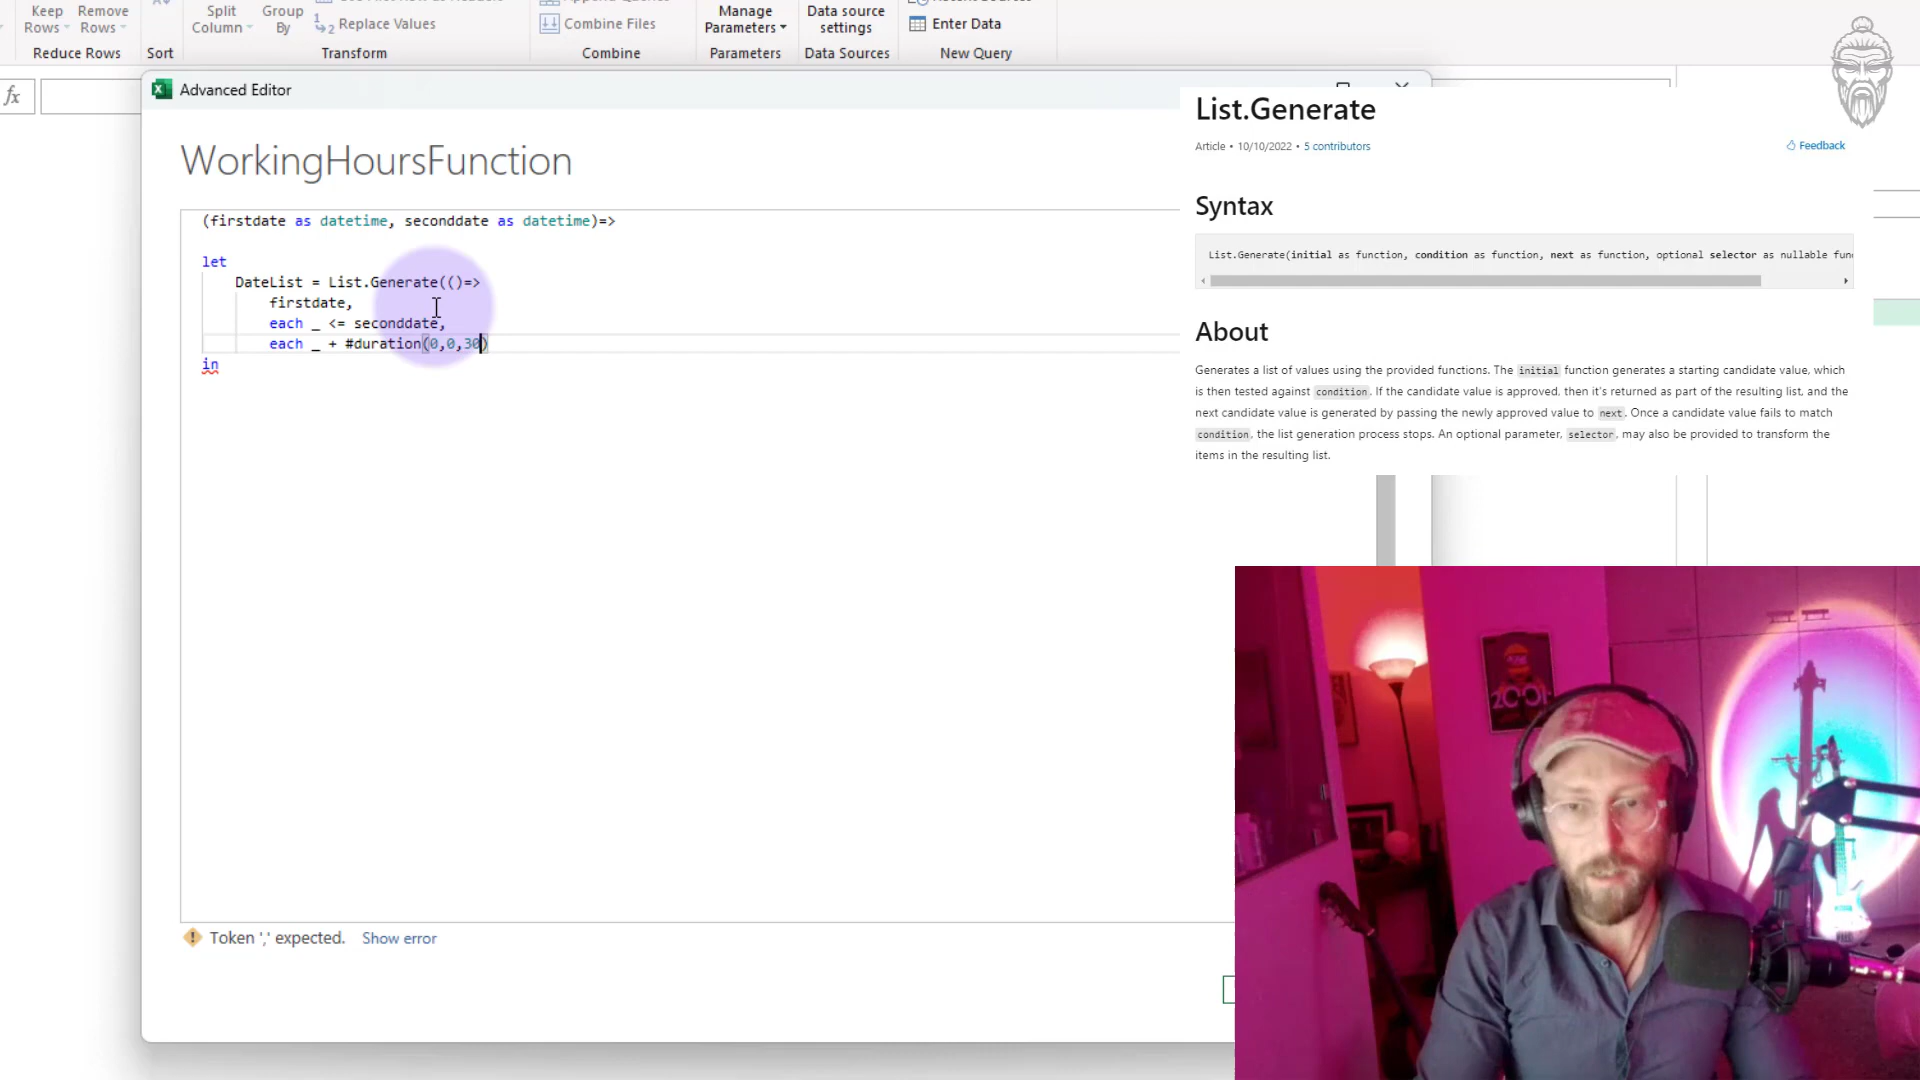 Keep
Rows
Remove
Rows
Reduce Rows
Sort
Split
Column
Group
By
Replace Values
Transform
Combine Files
Combine
Manage
Parameters
Parameters
Data source
settings
Data Sources
Enter Data
New Query
fx
Advanced Editor
WorkingHoursFunction
(firstdate as datetime, seconddate as datetime)=>
let
DateList = List.Generate(()=>
firstdate,
each _ <= seconddate,
each _ + #duration(0,0,30)
in
Token ',' expected. Show error
List.Generate
Article • 10/10/2022 • 5 contributors
Feedback
Syntax
List.Generate(initial as function, condition as function, next as function, optional selector as nullable func
About
Generates a list of values using the provided functions. The initial function generates a starting candidate value, which
is then tested against condition. If the candidate value is approved, then it's returned as part of the resulting list, and the
next candidate value is generated by passing the newly approved value to next. Once a candidate value fails to match
condition, the list generation process stops. An optional parameter, selector, may also be provided to transform the
items in the resulting list.
2001